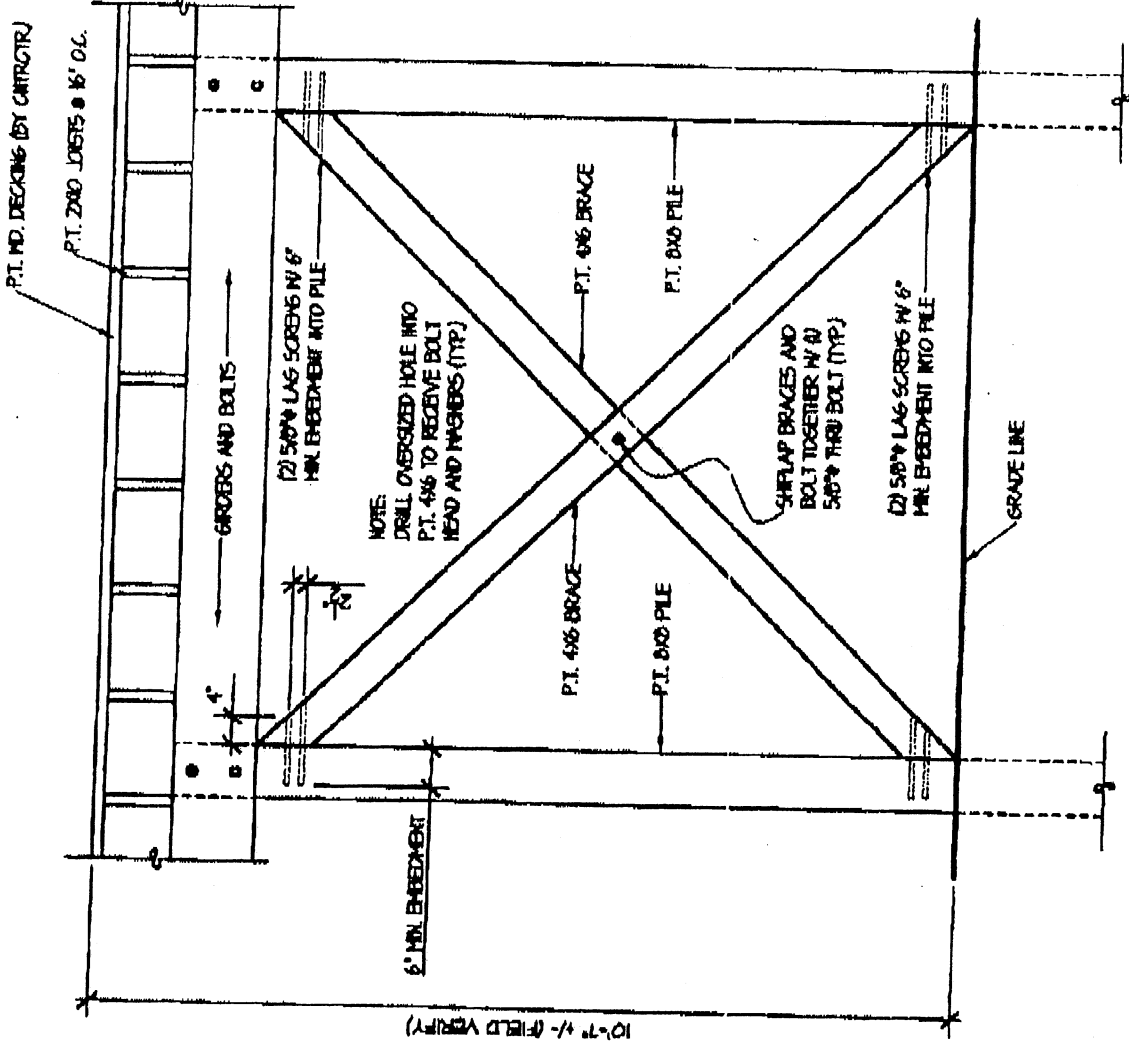 P.T. WD. DECKING (BY CNTRCTR)
P.T. 2X10 JOISTS @ 16" O.C.
GIRDERS AND BOLTS
4"
(2) 5/8"Φ LAG SCREWS W/ 6"
MIN. EMBEDMENT INTO PILE
NOTE:
DRILL OVERSIZED HOLE INTO
P.T. 4X6 TO RECEIVE BOLT
HEAD AND WASHERS (TYP.)
2"
P.T. 4X6 BRACE
P.T. 8X8 PILE
6" MIN. EMBEDMENT
P.T. 4X6 BRACE
P.T. 8X8 PILE
SHIPLAP BRACES AND
BOLT TOGETHER W/ (1)
5/8"Φ THRU BOLT (TYP.)
(2) 5/8"Φ LAG SCREWS W/ 6"
MIN. EMBEDMENT INTO PILE
GRADE LINE
10'-7" +/- (FIELD VERIFY)